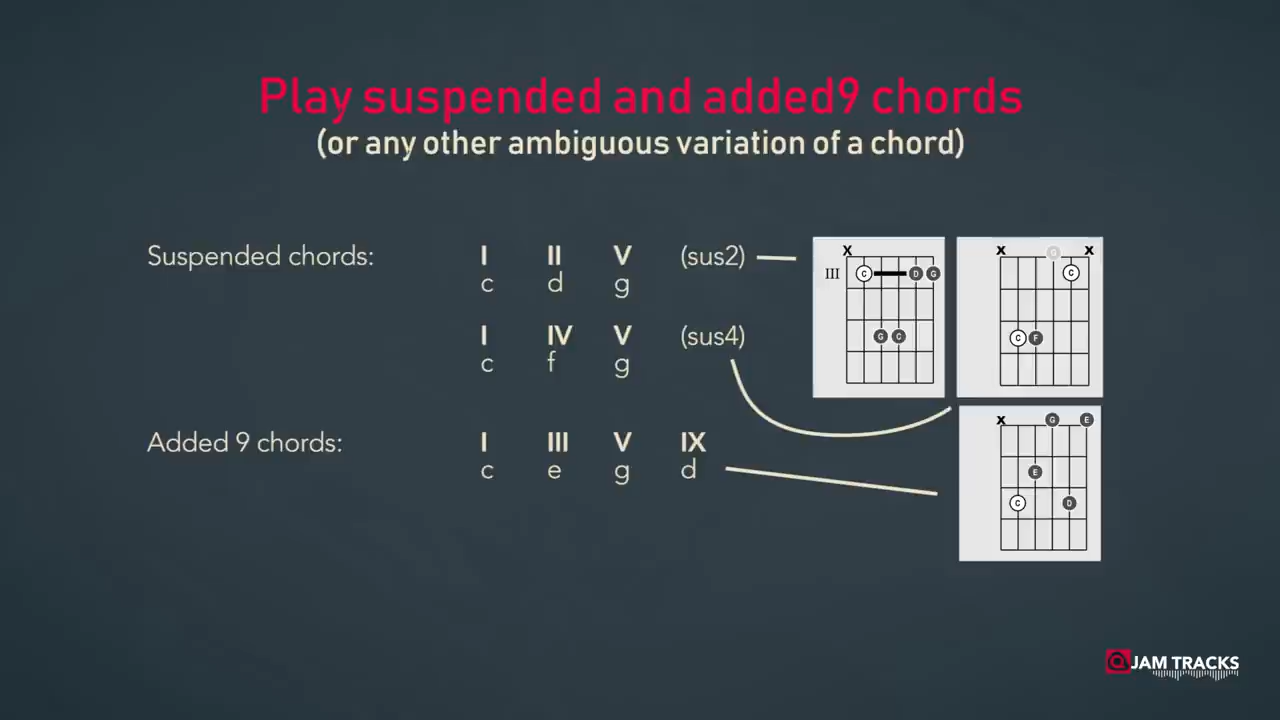 Play suspended and added9 chords
(or any other ambiguous variation of a chord)
Suspended chords: I II V (sus2)
c d g
I IV V (sus4)
c f g
Added 9 chords: I III V IX
c e g d
X
III C D G
G C
X G X
C
C F
X G E
E
C D
JAM TRACKS